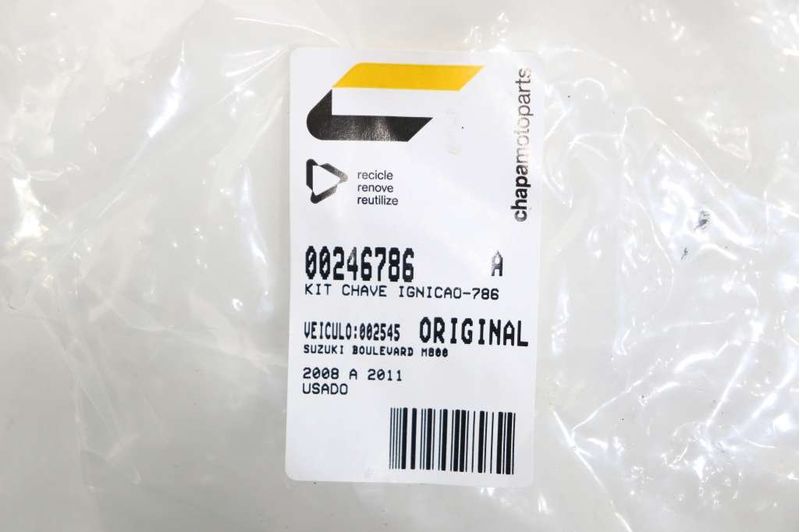 chapamotoparts
recicle
renove
reutilize
00246786 A
KIT CHAVE IGNICAO-786
VEICULO:002545 ORIGINAL
SUZUKI BOULEVARD M800
2008 A 2011
USADO